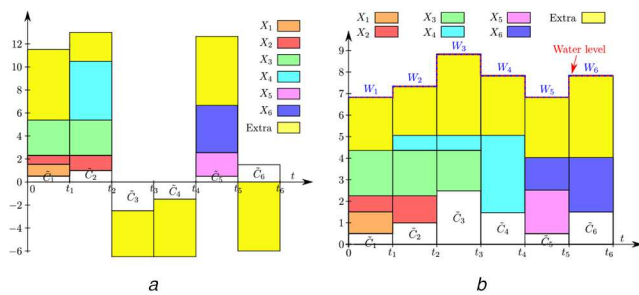 X₁
X₂
X₃
X₄
X₅
X₆
Extra
12
10
8
6
4
2
0
−2
−4
−6
C̃₁
C̃₂
C̃₃
C̃₄
C̃₅
C̃₆
0 t₁ t₂ t₃ t₄ t₅ t₆ t
a
X₁ X₃ X₅ Extra
X₂ X₄ X₆
Water level
W₁ W₂ W₃ W₄ W₅ W₆
9
8
7
6
5
4
3
2
1
0
C̃₁ C̃₂ C̃₃ C̃₄ C̃₅ C̃₆
t₁ t₂ t₃ t₄ t₅ t₆ t
b